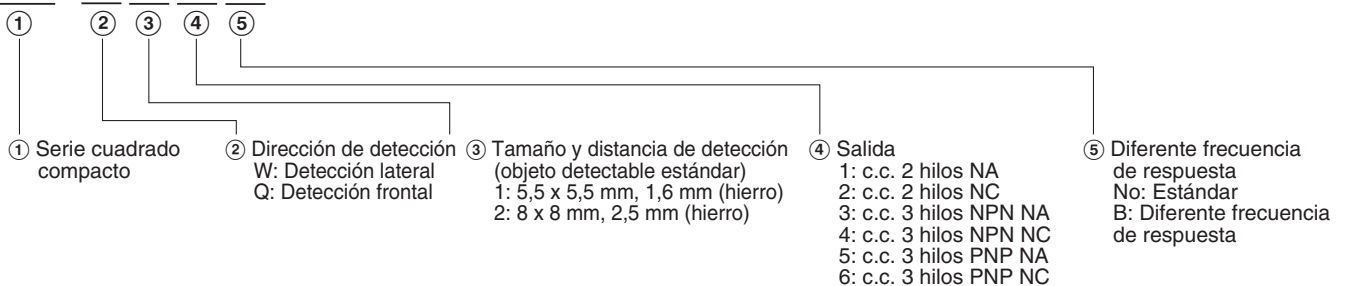 ① ② ③ ④ ⑤
① Serie cuadrado
compacto
② Dirección de detección
W: Detección lateral
Q: Detección frontal
③ Tamaño y distancia de detección
(objeto detectable estándar)
1: 5,5 x 5,5 mm, 1,6 mm (hierro)
2: 8 x 8 mm, 2,5 mm (hierro)
④ Salida
1: c.c. 2 hilos NA
2: c.c. 2 hilos NC
3: c.c. 3 hilos NPN NA
4: c.c. 3 hilos NPN NC
5: c.c. 3 hilos PNP NA
6: c.c. 3 hilos PNP NC
⑤ Diferente frecuencia
de respuesta
No: Estándar
B: Diferente frecuencia
de respuesta